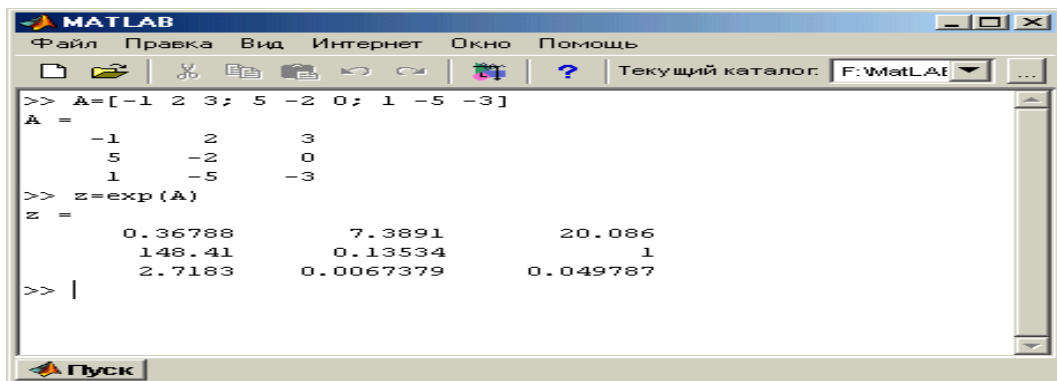 MATLAB
Файл Правка Вид Интернет Окно Помощь
Текущий каталог: F:\MatLAB ...
>> A=[-1 2 3; 5 -2 0; 1 -5 -3]
A =
-1 2 3
5 -2 0
1 -5 -3
>> z=exp(A)
z =
0.36788 7.3891 20.086
148.41 0.13534 1
2.7183 0.0067379 0.049787
>>
Пуск